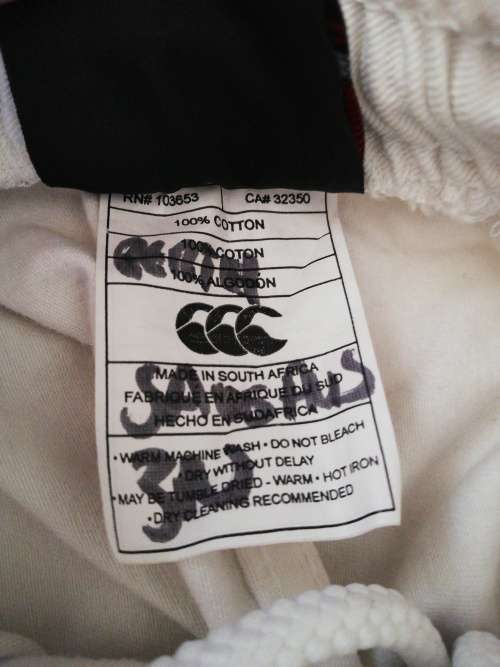 RN# 103653 CA# 32350
100% COTTON
100% COTON
100% ALGODÓN
MADE IN SOUTH AFRICA
FABRIQUE EN AFRIQUE DU SUD
HECHO EN SUDAFRICA
• WARM MACHINE WASH • DO NOT BLEACH
• DRY WITHOUT DELAY
• MAY BE TUMBLE DRIED - WARM • HOT IRON
• DRY CLEANING RECOMMENDED